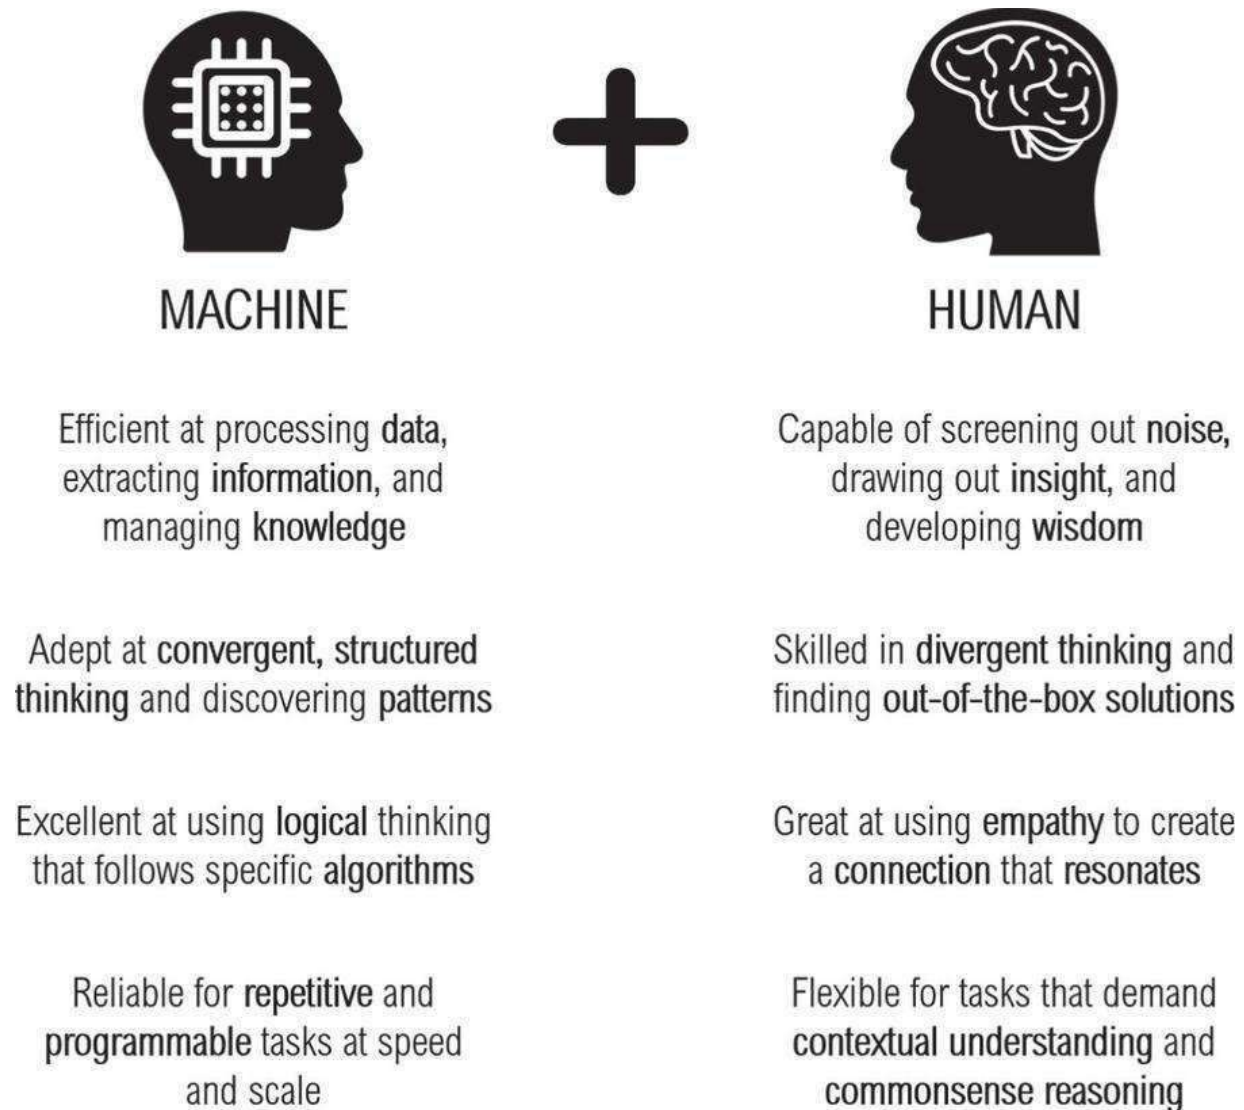 MACHINE
Efficient at processing data,
extracting information, and
managing knowledge
Adept at convergent, structured
thinking and discovering patterns
Excellent at using logical thinking
that follows specific algorithms
Reliable for repetitive and
programmable tasks at speed
and scale
HUMAN
Capable of screening out noise,
drawing out insight, and
developing wisdom
Skilled in divergent thinking and
finding out-of-the-box solutions
Great at using empathy to create
a connection that resonates
Flexible for tasks that demand
contextual understanding and
commonsense reasoning